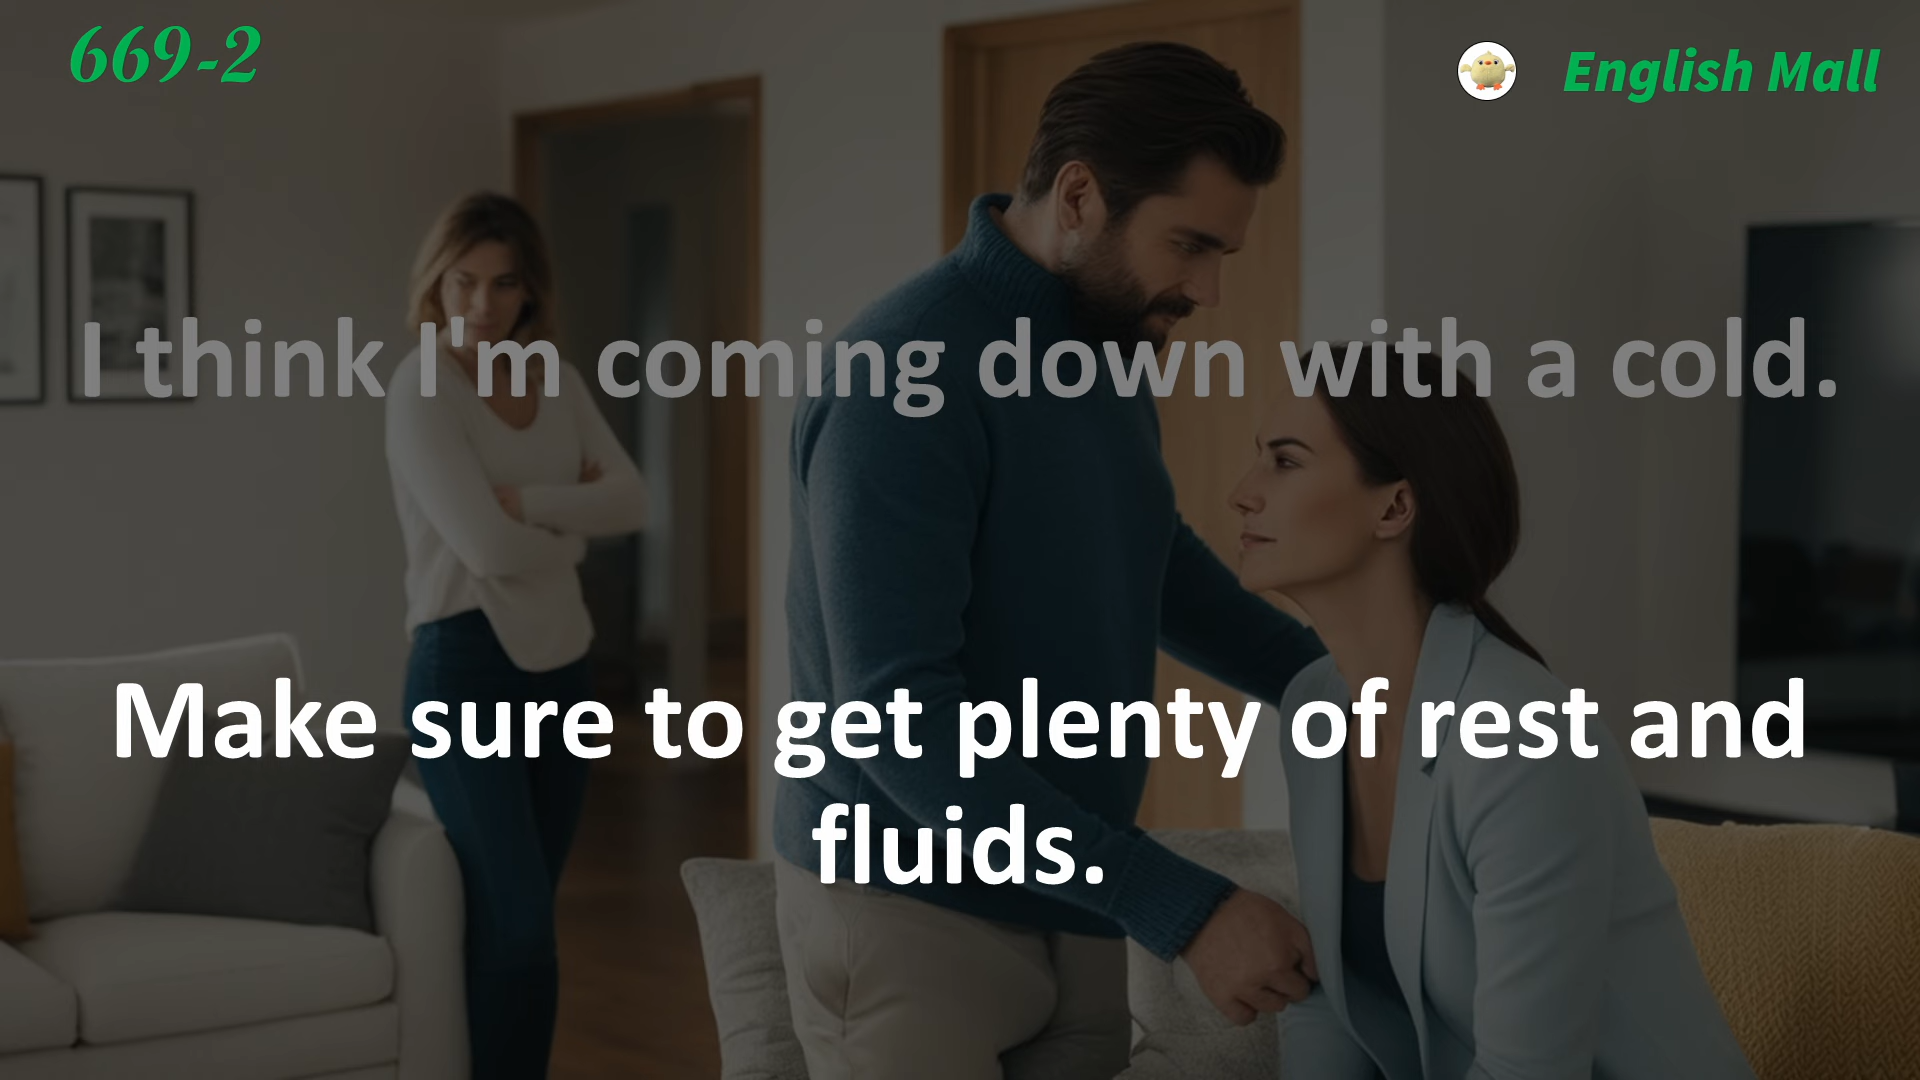 669-2
English Mall
I think I'm coming down with a cold.
Make sure to get plenty of rest and
fluids.